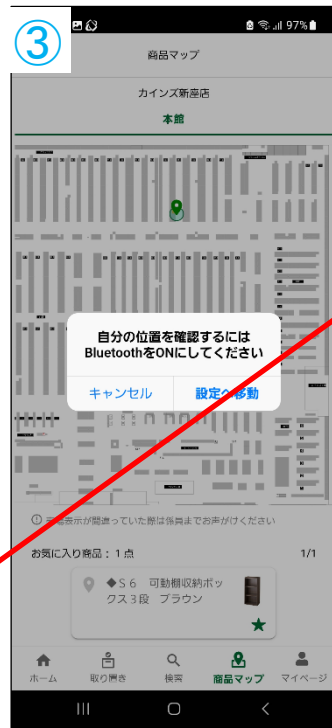 ③
97%
商品マップ
カインズ新座店
本館
自分の位置を確認するには
BluetoothをONにしてください
キャンセル
設定へ移動
表示が間違っていた際は係員までお声がけください
お気に入り商品：1点
1/1
◆S6 可動棚収納ボッ
クス3段 ブラウン
ホーム
取り置き
検索
商品マップ
マイページ